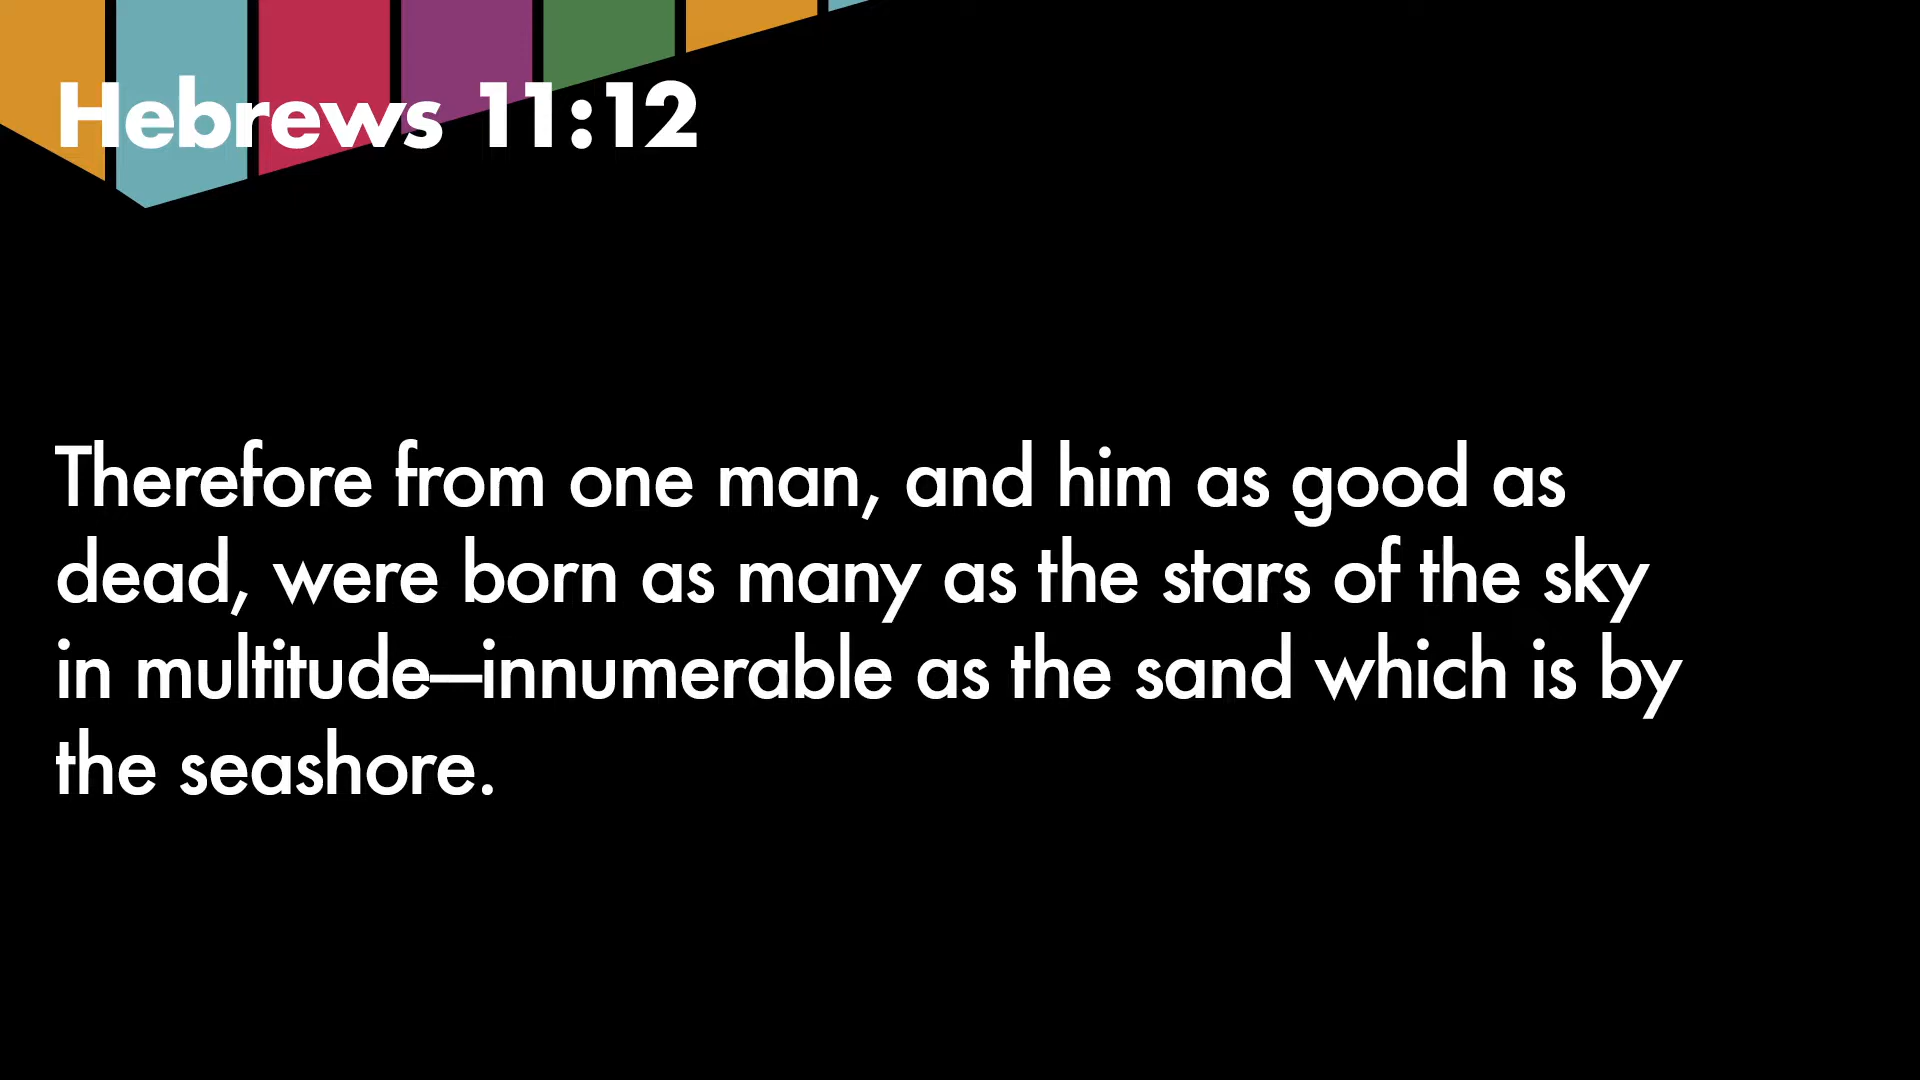 Hebrews 11:12
Therefore from one man, and him as good as
dead, were born as many as the stars of the sky
in multitude—innumerable as the sand which is by
the seashore.